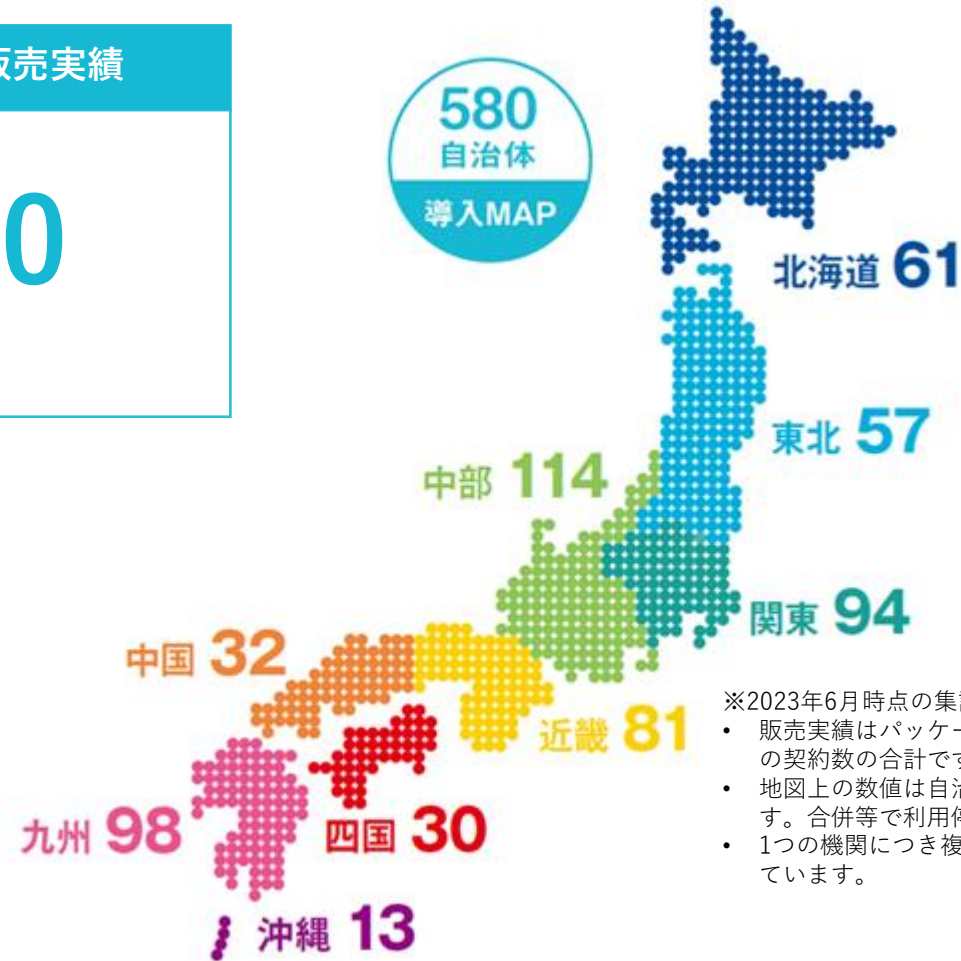 販売実績
0
580
自治体
導入MAP
北海道 61
東北 57
中部 114
関東 94
中国 32
近畿 81
九州 98
四国 30
沖縄 13
※2023年6月時点の集
• 販売実績はパッケー
の契約数の合計です
• 地図上の数値は自治
す。合併等で利用停
• 1つの機関につき複
ています。